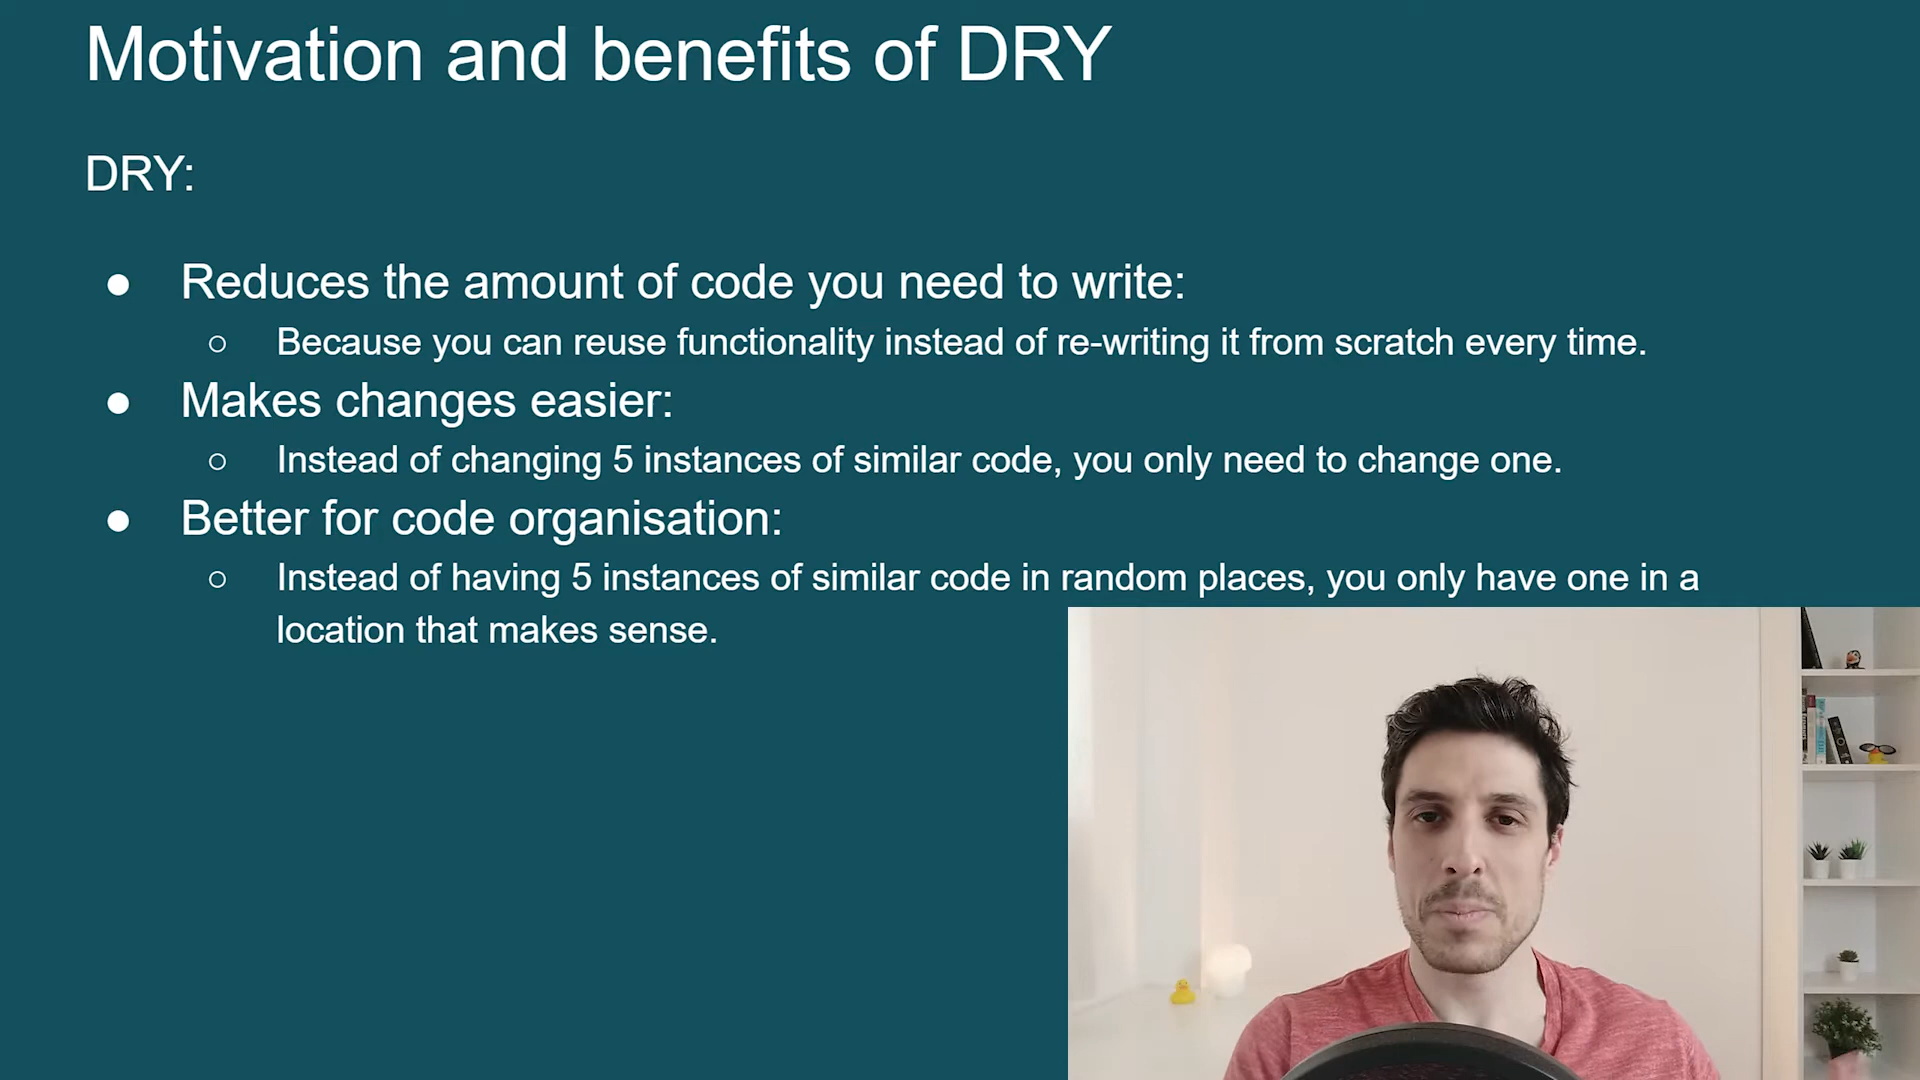 Motivation and benefits of DRY
DRY:
● Reduces the amount of code you need to write:
○ Because you can reuse functionality instead of re-writing it from scratch every time.
● Makes changes easier:
○ Instead of changing 5 instances of similar code, you only need to change one.
● Better for code organisation:
○ Instead of having 5 instances of similar code in random places, you only have one in a
location that makes sense.